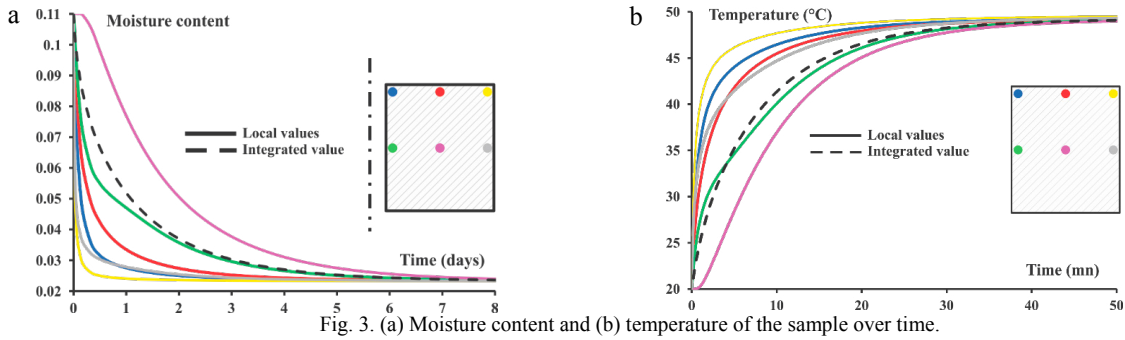 a
Moisture content
0.11
0.1
0.09
0.08
0.07
0.06
0.05
0.04
0.03
0.02
Local values
Integrated value
Time (days)
0 1 2 3 4 5 6 7 8
b
Temperature (°C)
50
45
40
35
30
25
20
Local values
Integrated value
Time (mn)
0 10 20 30 40 50
Fig. 3. (a) Moisture content and (b) temperature of the sample over time.